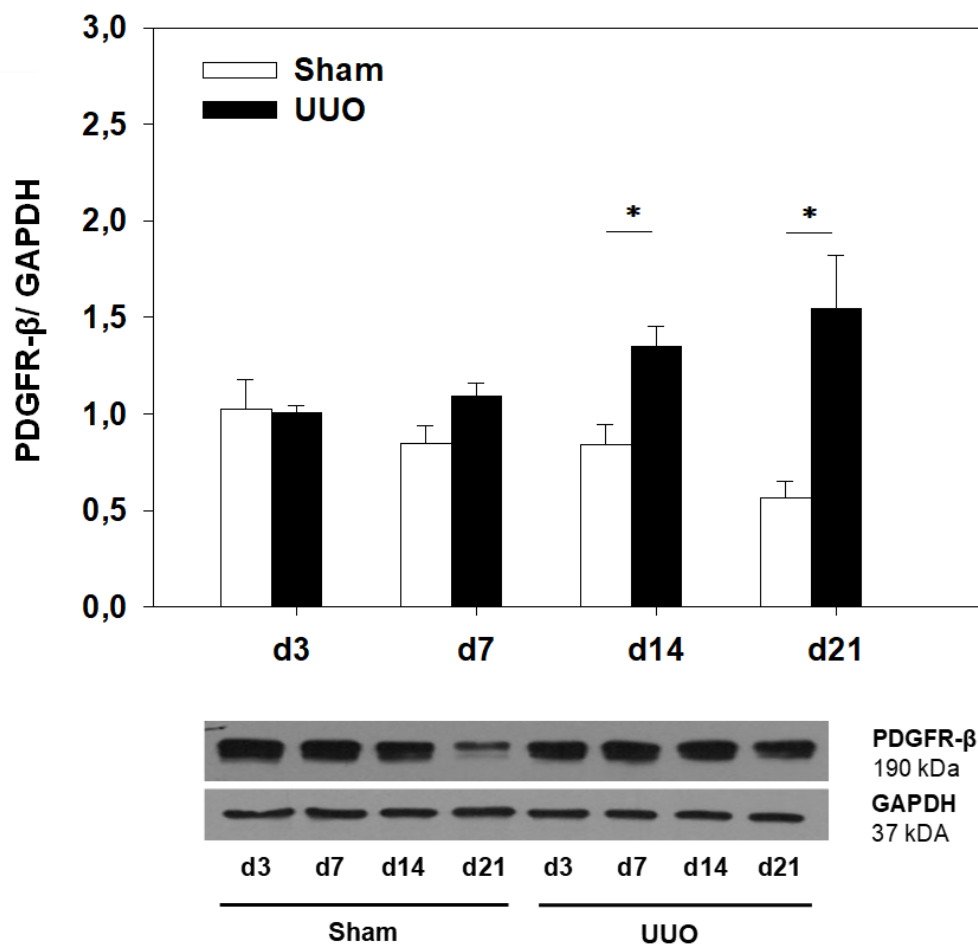 3,0
Sham
UUO
2,5
2,0
* *
1,5
1,0
0,5
0,0
PDGFR-β/ GAPDH
d3 d7 d14 d21
PDGFR-β
190 kDa
GAPDH
37 kDA
d3 d7 d14 d21 d3 d7 d14 d21
Sham UUO